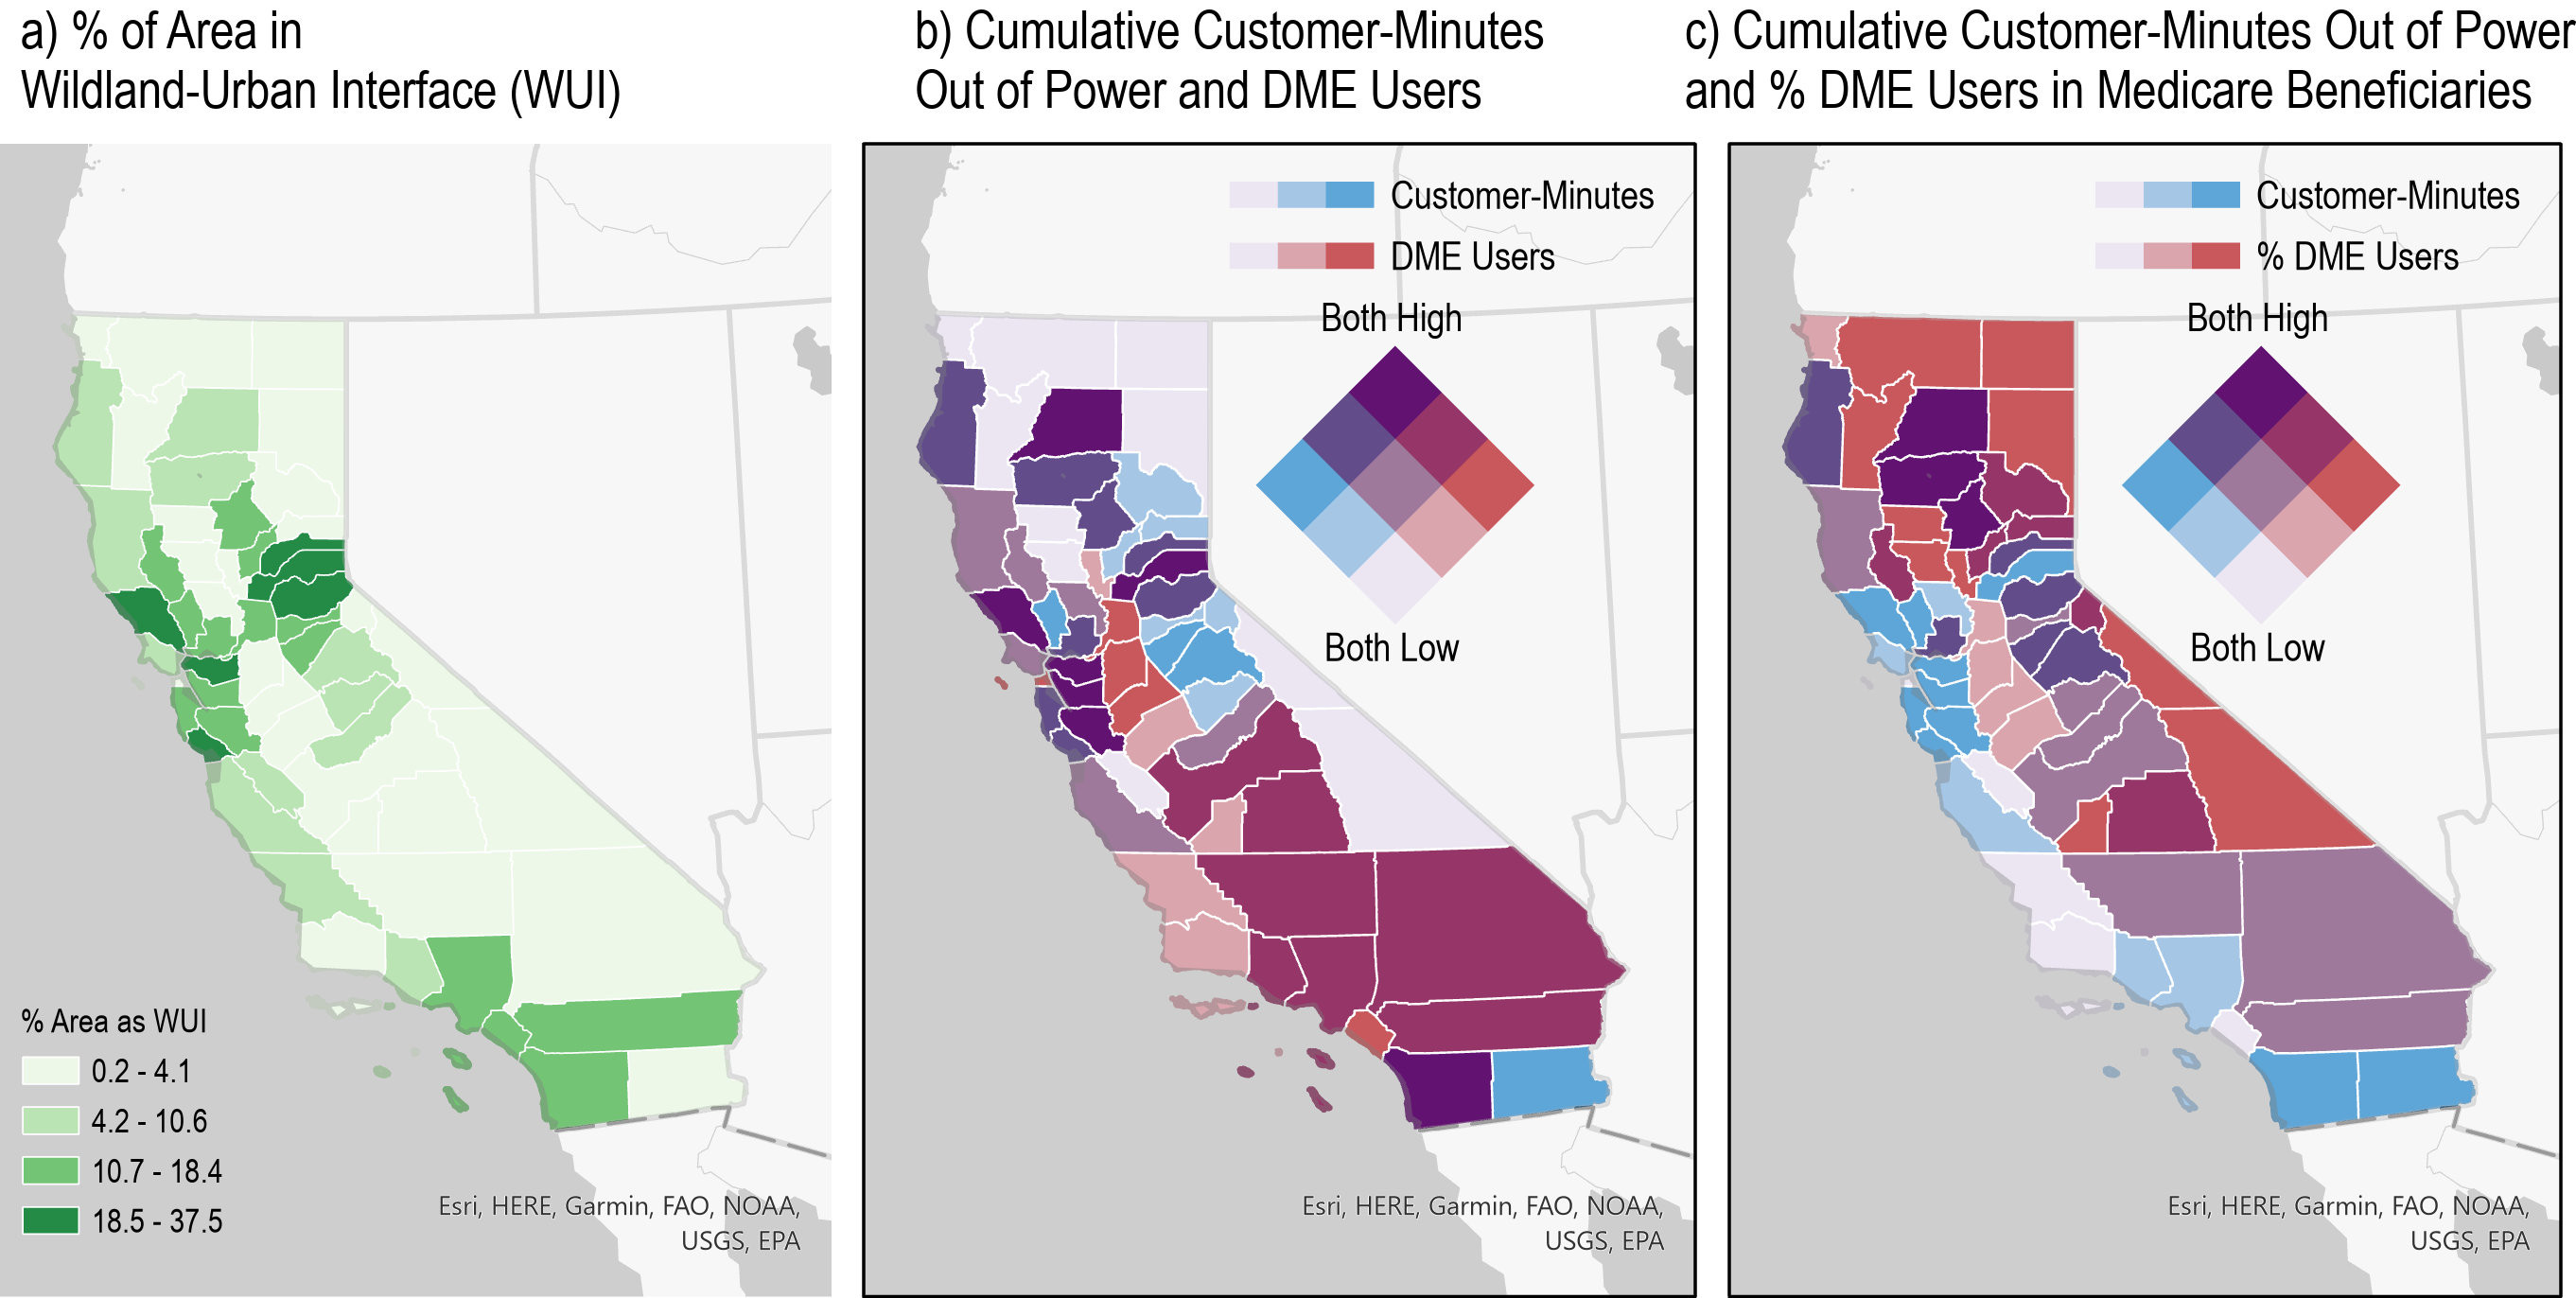 a) % of Area in
Wildland-Urban Interface (WUI)
% Area as WUI
0.2 - 4.1
4.2 - 10.6
10.7 - 18.4
18.5 - 37.5
Esri, HERE, Garmin, FAO, NOAA,
USGS, EPA
b) Cumulative Customer-Minutes
Out of Power and DME Users
Customer-Minutes
DME Users
Both High
Both Low
Esri, HERE, Garmin, FAO, NOAA,
USGS, EPA
c) Cumulative Customer-Minutes Out of Power
and % DME Users in Medicare Beneficiaries
Customer-Minutes
% DME Users
Both High
Both Low
Esri, HERE, Garmin, FAO, NOAA,
USGS, EPA